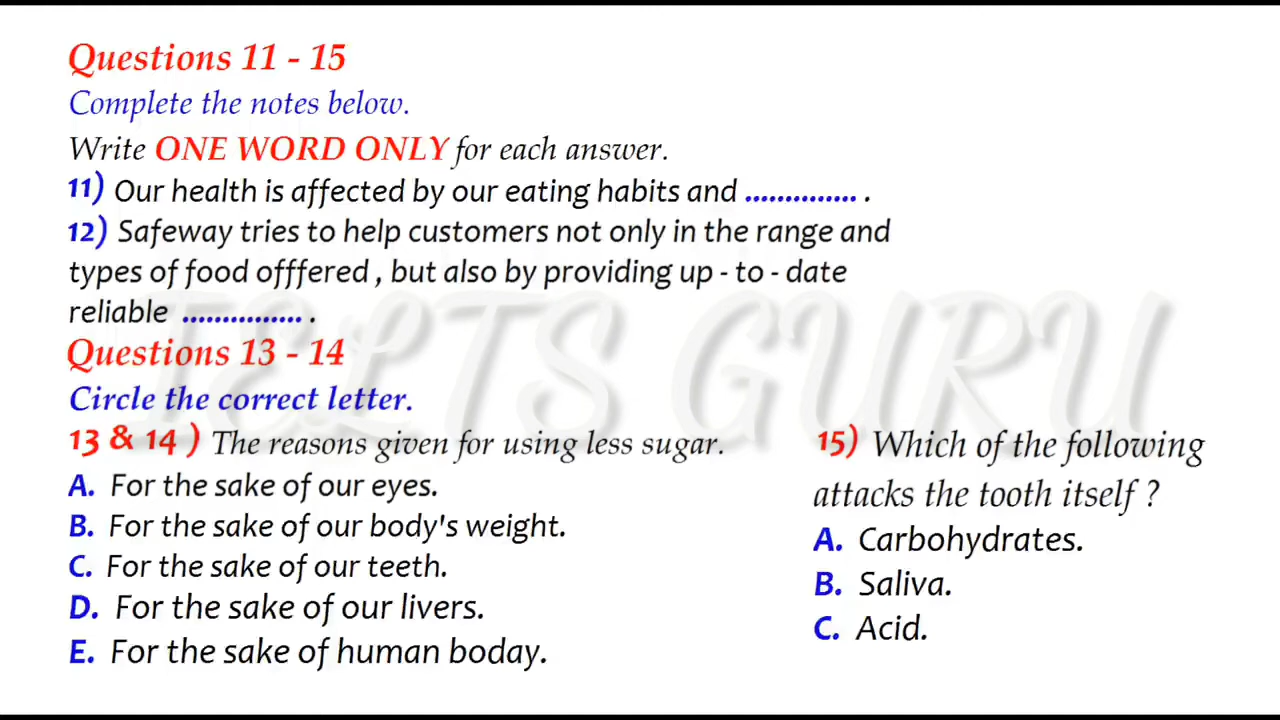 Questions 11 - 15
Complete the notes below.
Write ONE WORD ONLY for each answer.
11) Our health is affected by our eating habits and .............. .
12) Safeway tries to help customers not only in the range and
types of food offfered , but also by providing up - to - date
reliable ............... .
IELTS GURU
Questions 13 - 14
Circle the correct letter.
13 & 14 ) The reasons given for using less sugar.
A. For the sake of our eyes.
B. For the sake of our body's weight.
C. For the sake of our teeth.
D. For the sake of our livers.
E. For the sake of human boday.
15) Which of the following
attacks the tooth itself ?
A. Carbohydrates.
B. Saliva.
C. Acid.